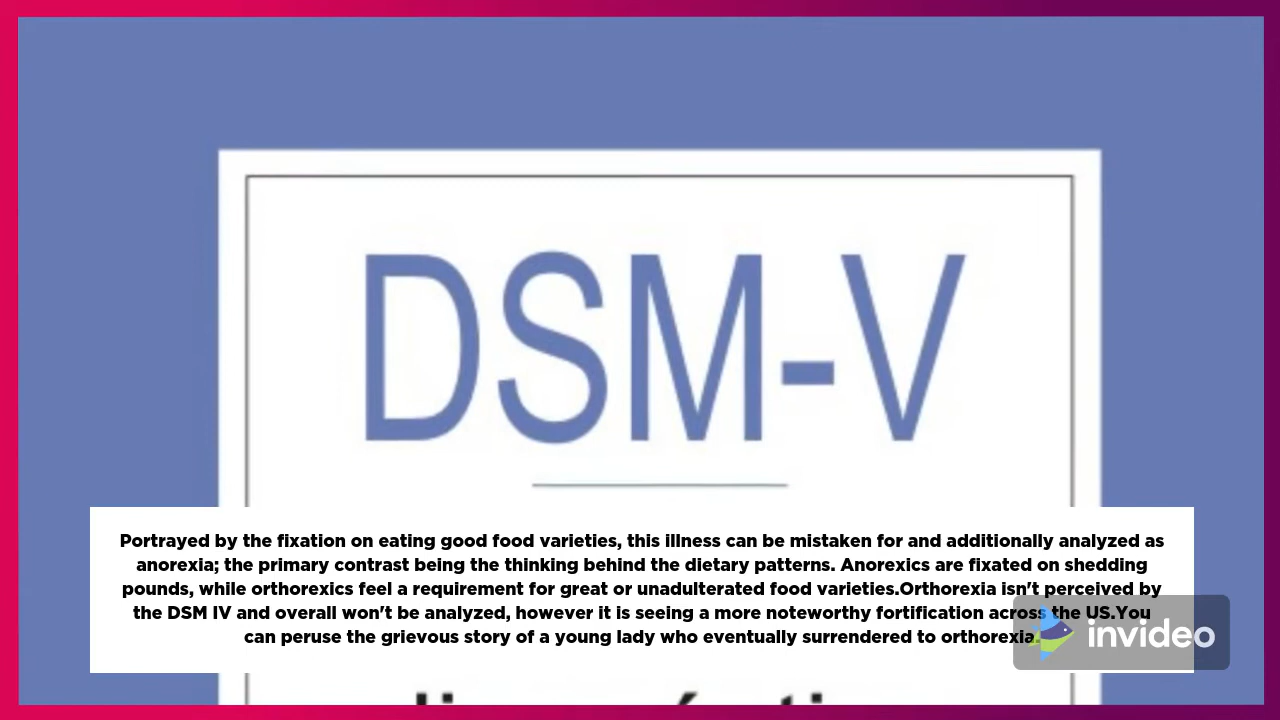 DSM-V
Portrayed by the fixation on eating good food varieties, this illness can be mistaken for and additionally analyzed as
anorexia; the primary contrast being the thinking behind the dietary patterns. Anorexics are fixated on shedding
pounds, while orthorexics feel a requirement for great or unadulterated food varieties.Orthorexia isn't perceived by
the DSM IV and overall won't be analyzed, however it is seeing a more noteworthy fortification across the US.You
can peruse the grievous story of a young lady who eventually surrendered to orthorexia.
invideo